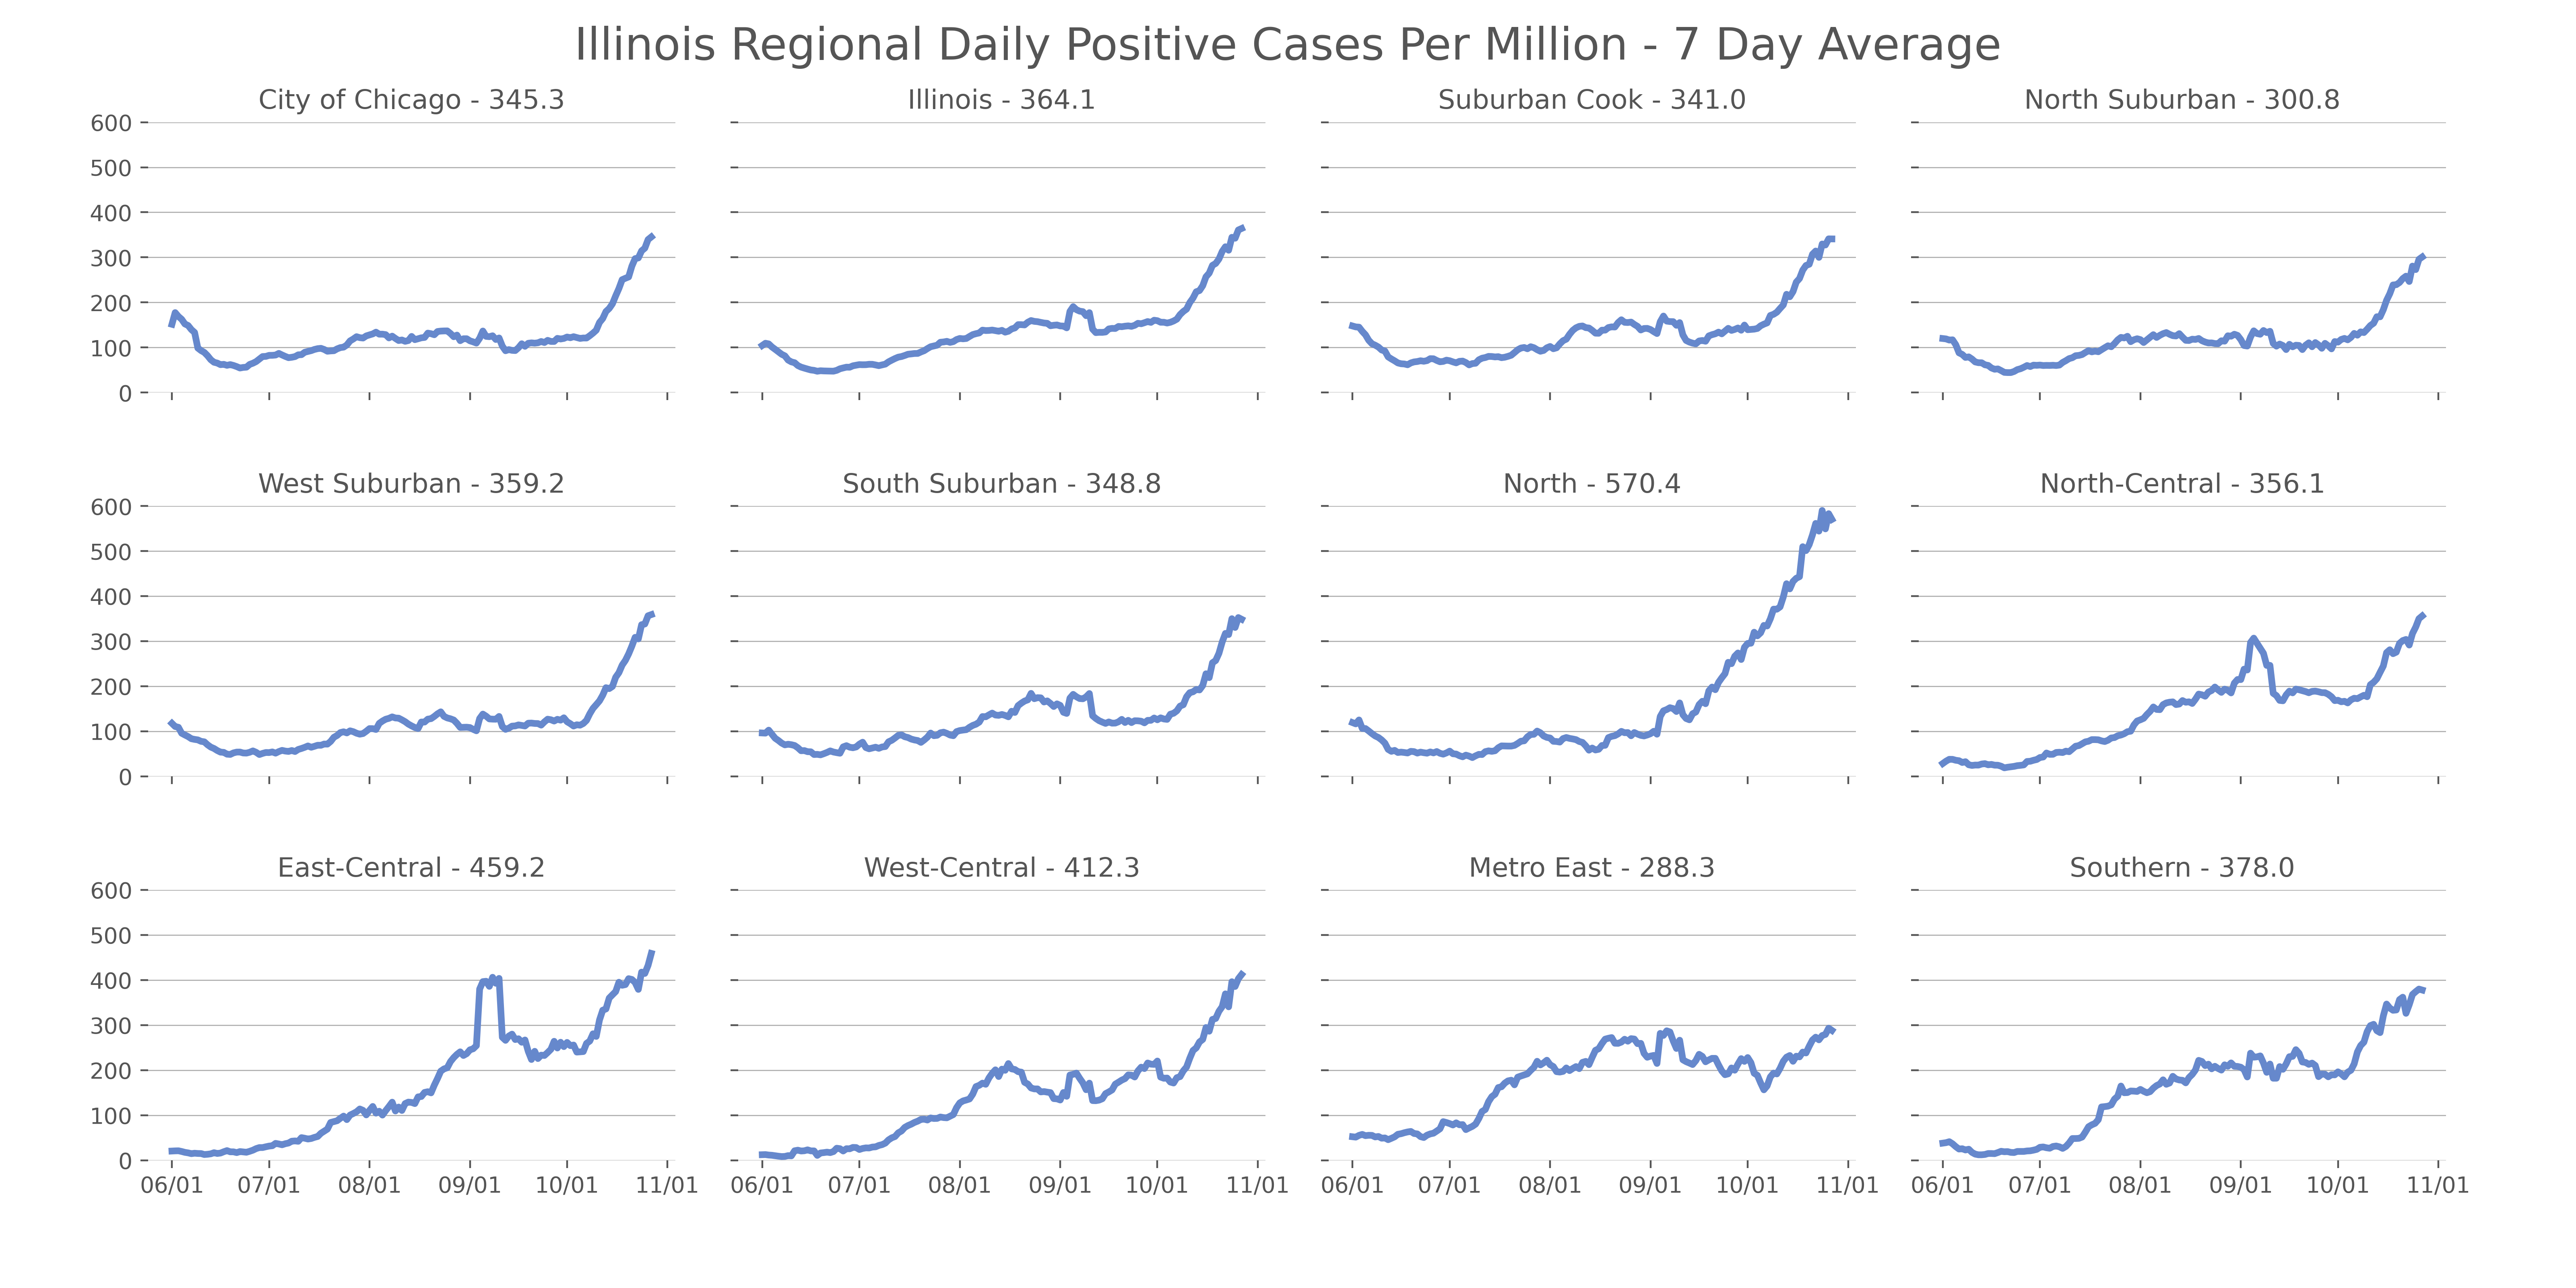 Illinois Regional Daily Positive Cases Per Million - 7 Day Average
City of Chicago - 345.3
Illinois - 364.1
Suburban Cook - 341.0
North Suburban - 300.8
600
500
400
300
200
100
0
West Suburban - 359.2
South Suburban - 348.8
North - 570.4
North-Central - 356.1
600
500
400
300
200
100
0
East-Central - 459.2
West-Central - 412.3
Metro East - 288.3
Southern - 378.0
600
500
400
300
200
100
0
06/01 07/01 08/01 09/01 10/01 11/01
06/01 07/01 08/01 09/01 10/01 11/01
06/01 07/01 08/01 09/01 10/01 11/01
06/01 07/01 08/01 09/01 10/01 11/01